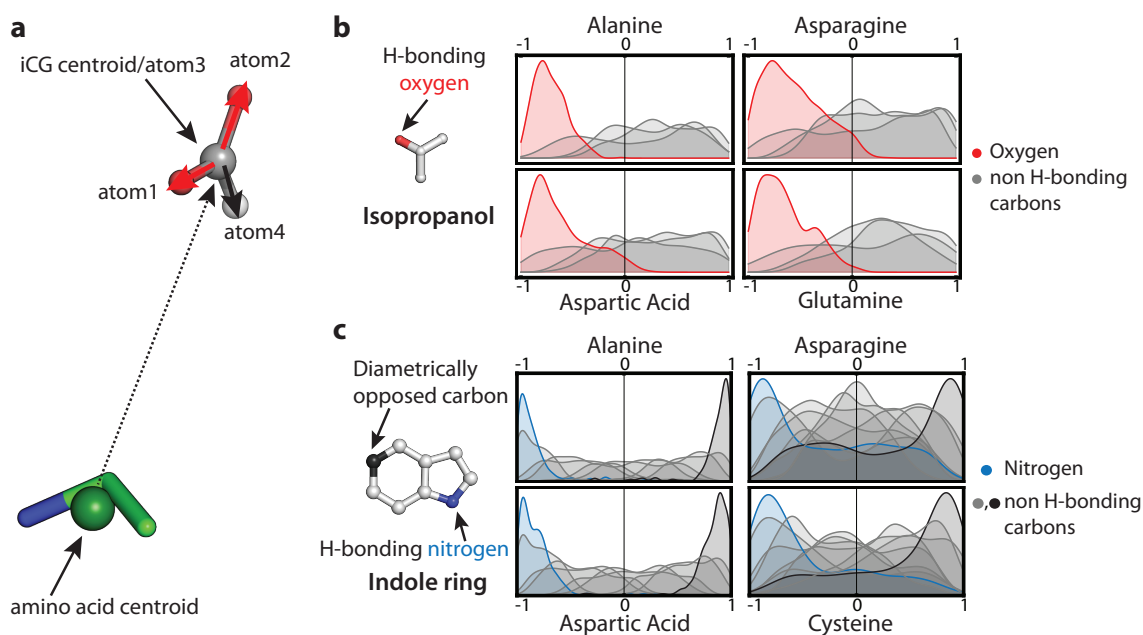 a
iCG centroid/atom3
atom2
atom1
atom4
amino acid centroid
b
H-bonding
oxygen
Isopropanol
Alanine
Asparagine
-1 0 1
-1 0 1
-1 0 1
-1 0 1
Aspartic Acid
Glutamine
Oxygen
non H-bonding
carbons
c
Diametrically
opposed carbon
H-bonding nitrogen
Indole ring
Alanine
Asparagine
-1 0 1
-1 0 1
-1 0 1
-1 0 1
Aspartic Acid
Cysteine
Nitrogen
, non H-bonding
carbons